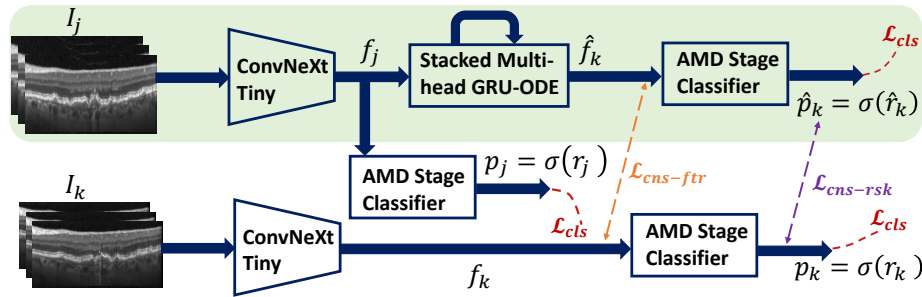 I_j
ConvNeXt
Tiny
f_j
Stacked Multi-
head GRU-ODE
f̂_k
AMD Stage
Classifier
ℒ_cls
p̂_k = σ(r̂_k)
AMD Stage
Classifier
p_j = σ(r_j)
ℒ_cls
ℒ_cns-ftr
ℒ_cns-rsk
I_k
ConvNeXt
Tiny
f_k
AMD Stage
Classifier
ℒ_cls
p_k = σ(r_k)